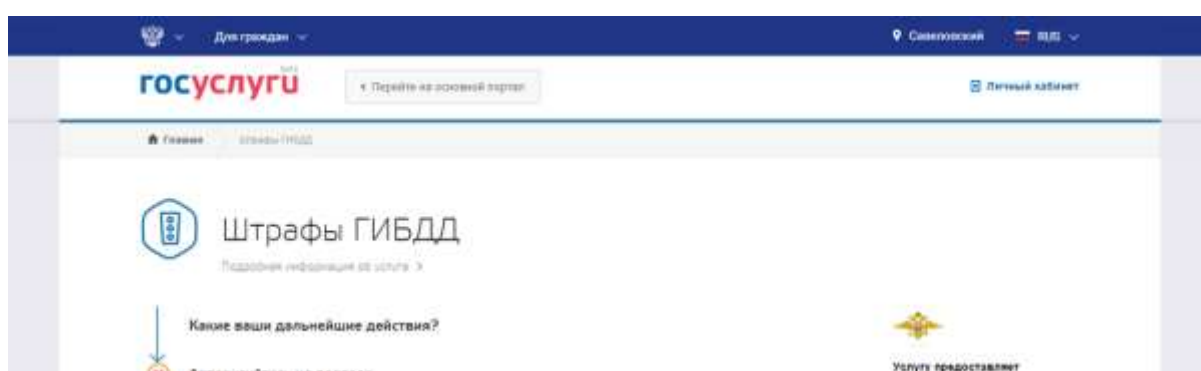 Для граждан
Савеловский RUS
госуслуги
Перейти на основной портал
Личный кабинет
Главная Штрафы ГИБДД
Штрафы ГИБДД
Подробная информация об услуге >
Какие ваши дальнейшие действия?
Услугу предоставляет